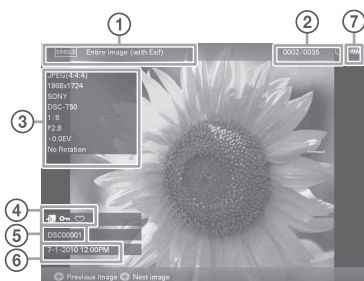 1
2
7
SINGLE Entire image (with Exif) 0002/0035
3
JPEG(4:4:4)
1868x1724
SONY
DSC-T50
1/8
F2.8
+0.0EV
No Rotation
4
5
DSC00001
6
7-1-2010 12:00PM
Previous Image Next image